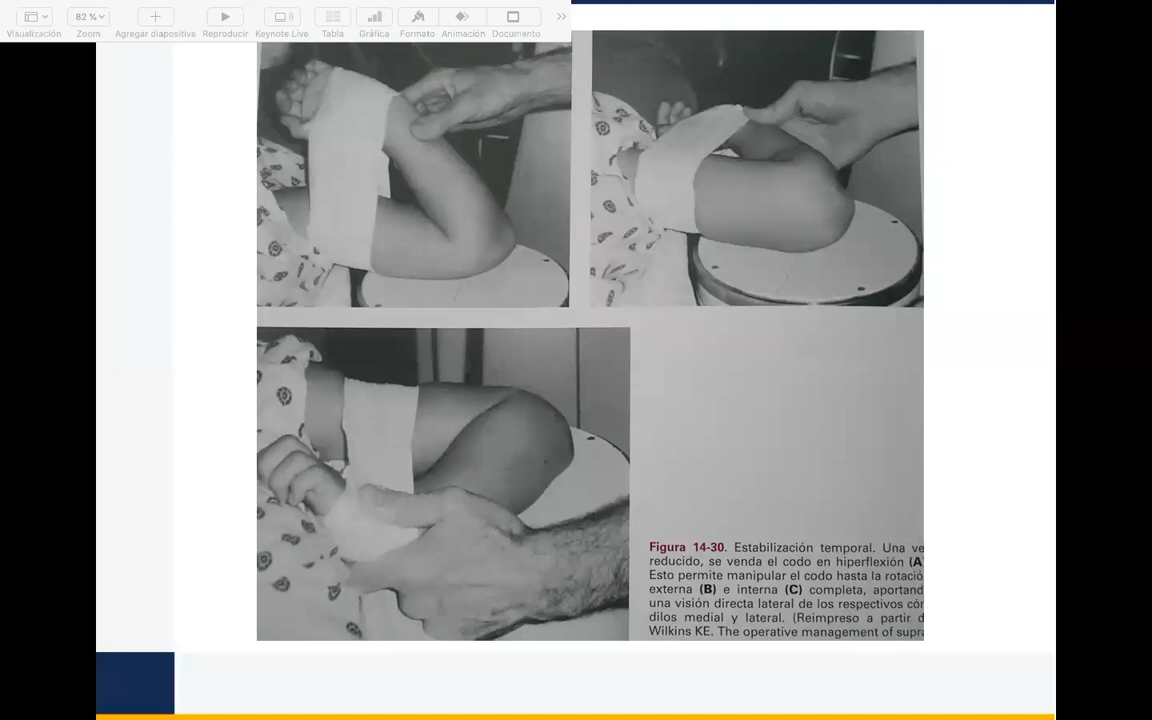 82 %
Visualización Zoom Agregar diapositiva Reproducir Keynote Live Tabla Gráfica Formato Animación Documento
Figura 14-30. Estabilización temporal. Una ve
reducido, se venda el codo en hiperflexión (A
Esto permite manipular el codo hasta la rotació
externa (B) e interna (C) completa, aportand
una visión directa lateral de los respectivos cón
dilos medial y lateral. (Reimpreso a partir d
Wilkins KE. The operative management of supra